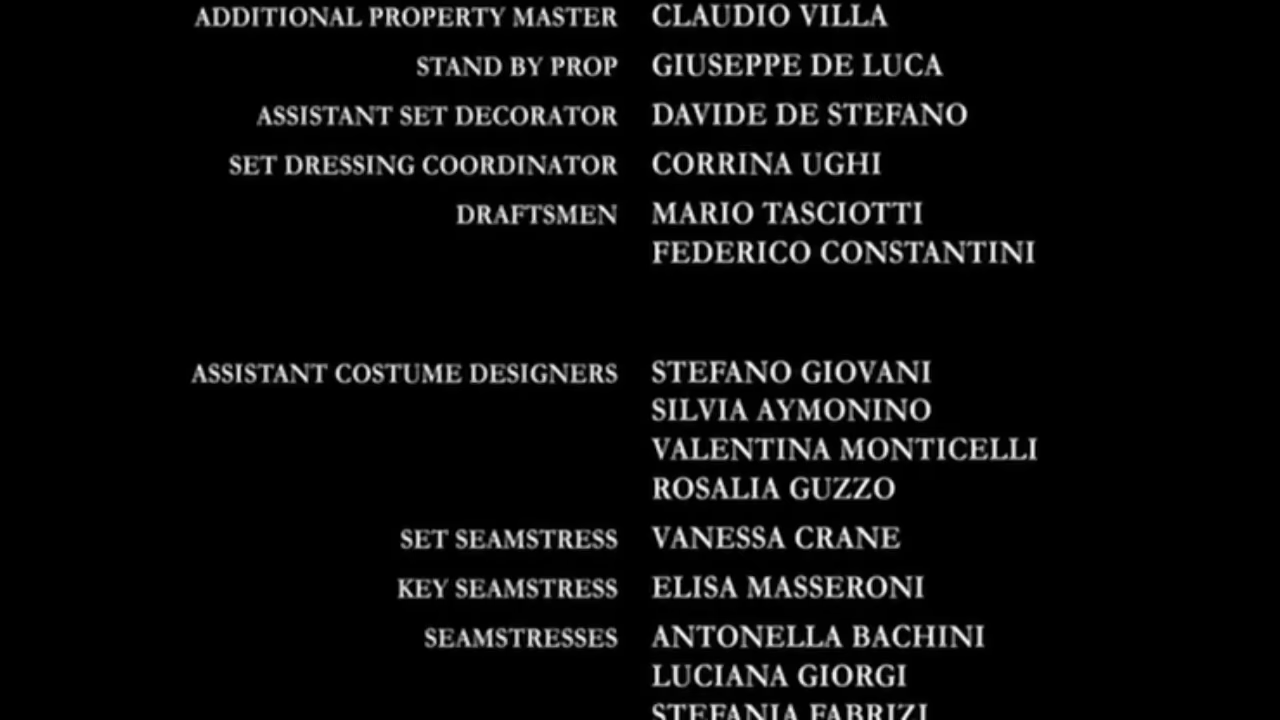 ADDITIONAL PROPERTY MASTER CLAUDIO VILLA
STAND BY PROP GIUSEPPE DE LUCA
ASSISTANT SET DECORATOR DAVIDE DE STEFANO
SET DRESSING COORDINATOR CORRINA UGHI
DRAFTSMEN MARIO TASCIOTTI
FEDERICO CONSTANTINI
ASSISTANT COSTUME DESIGNERS STEFANO GIOVANI
SILVIA AYMONINO
VALENTINA MONTICELLI
ROSALIA GUZZO
SET SEAMSTRESS VANESSA CRANE
KEY SEAMSTRESS ELISA MASSERONI
SEAMSTRESSES ANTONELLA BACHINI
LUCIANA GIORGI
STEFANIA FABRIZI